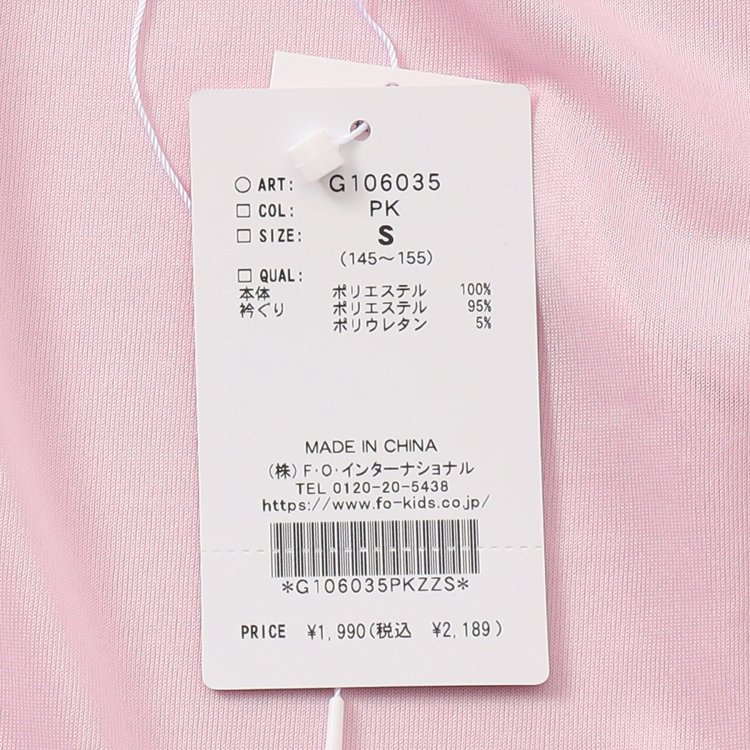 ○ ART: G106035
□ COL: PK
□ SIZE: S
(145～155)
□ QUAL:
本体 ポリエステル 100%
衿ぐり ポリエステル 95%
ポリウレタン 5%
MADE IN CHINA
(株)F・O・インターナショナル
TEL 0120-20-5438
https://www.fo-kids.co.jp/
*G106035PKZZS*
PRICE ¥1,990(税込 ¥2,189)